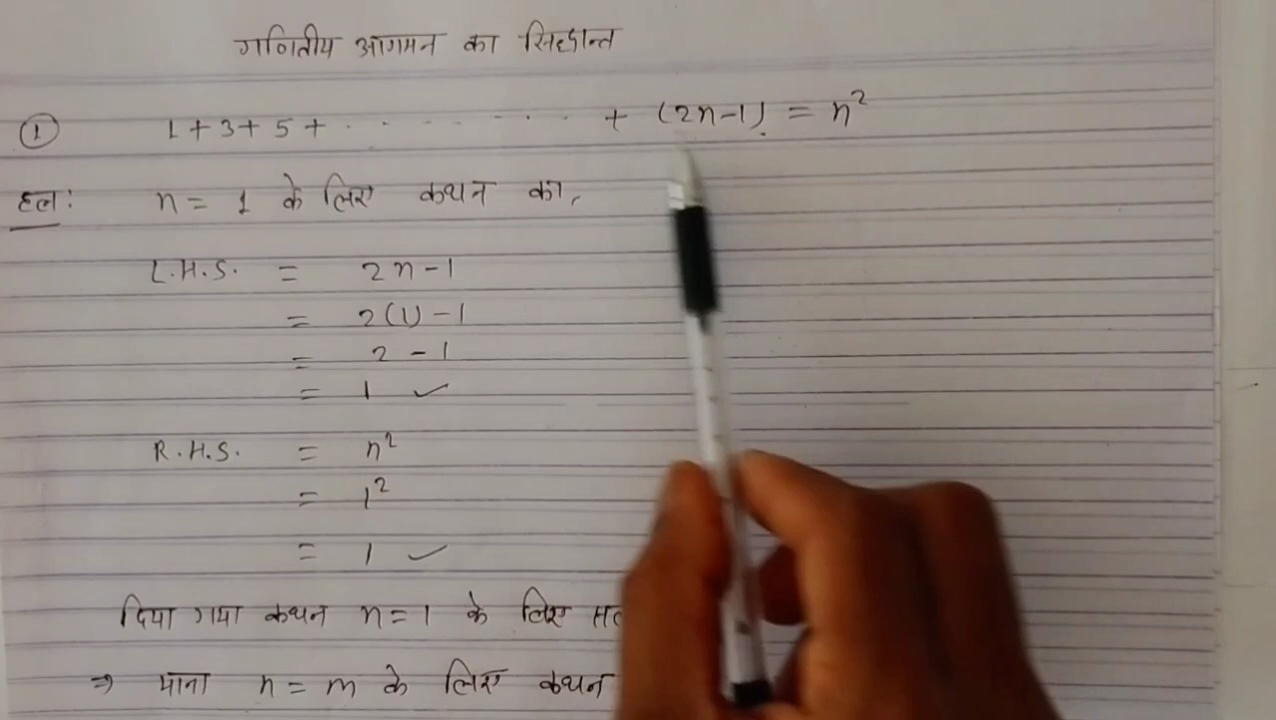 गणितीय आगमन का सिद्धान्त
① 1 + 3 + 5 + . . . . . . . . . + (2n-1) = n²
हल: n = 1 के लिए कथन का,
L.H.S. = 2n-1
= 2(1) - 1
= 2 - 1
= 1 ✓
R.H.S. = n²
= 1²
= 1 ✓
दिया गया कथन n = 1 के लिए
⇒ माना n = m के लिए कथन